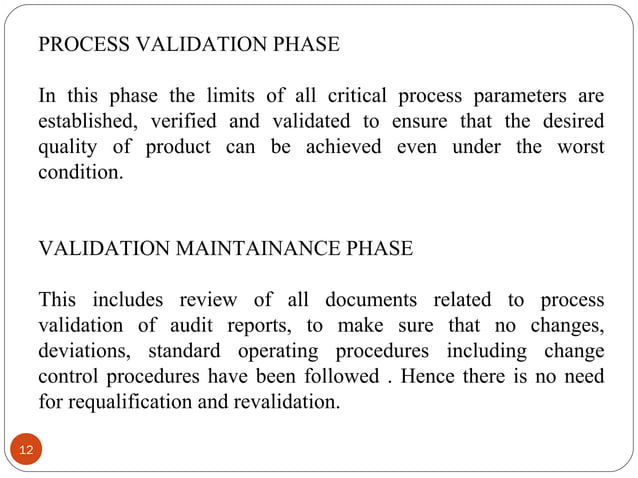 PROCESS VALIDATION PHASE
In this phase the limits of all critical process parameters are
established, verified and validated to ensure that the desired
quality of product can be achieved even under the worst
condition.
VALIDATION MAINTAINANCE PHASE
This includes review of all documents related to process
validation of audit reports, to make sure that no changes,
deviations, standard operating procedures including change
control procedures have been followed . Hence there is no need
for requalification and revalidation.
12